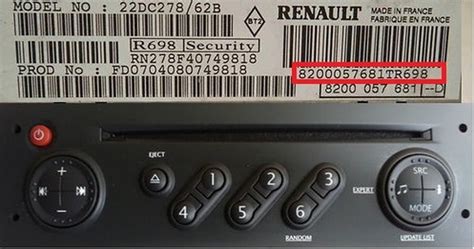 MODEL NO : 22DC278/62B
RENAULT
MADE IN FRANCE
FABRIQUE EN FRANCE
BT2
R698 Security
RN278F40749818
PROD No : FD0704080749818
8200057681TR698
8200 057 681 --D
EJECT
1 2 3
4 5 6
RANDOM
EXPERT
SRC
MODE
UPDATE LIST